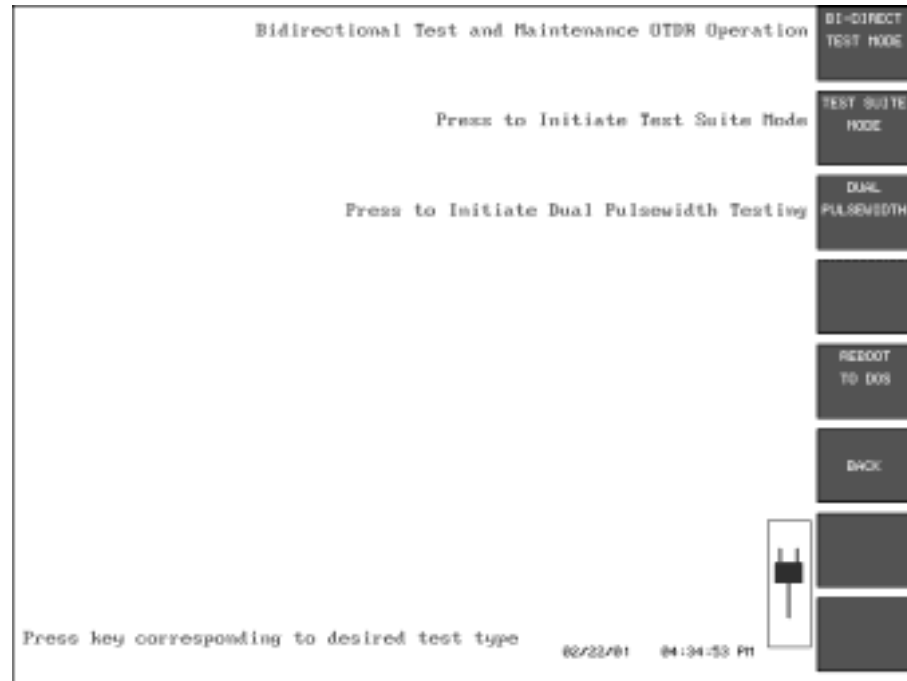 Bidirectional Test and Maintenance OTDR Operation
BI-DIRECT
TEST MODE
Press to Initiate Test Suite Mode
TEST SUITE
MODE
Press to Initiate Dual Pulsewidth Testing
DUAL
PULSEWIDTH
REBOOT
TO DOS
BACK
Press key corresponding to desired test type
02/22/01 04:34:53 PM